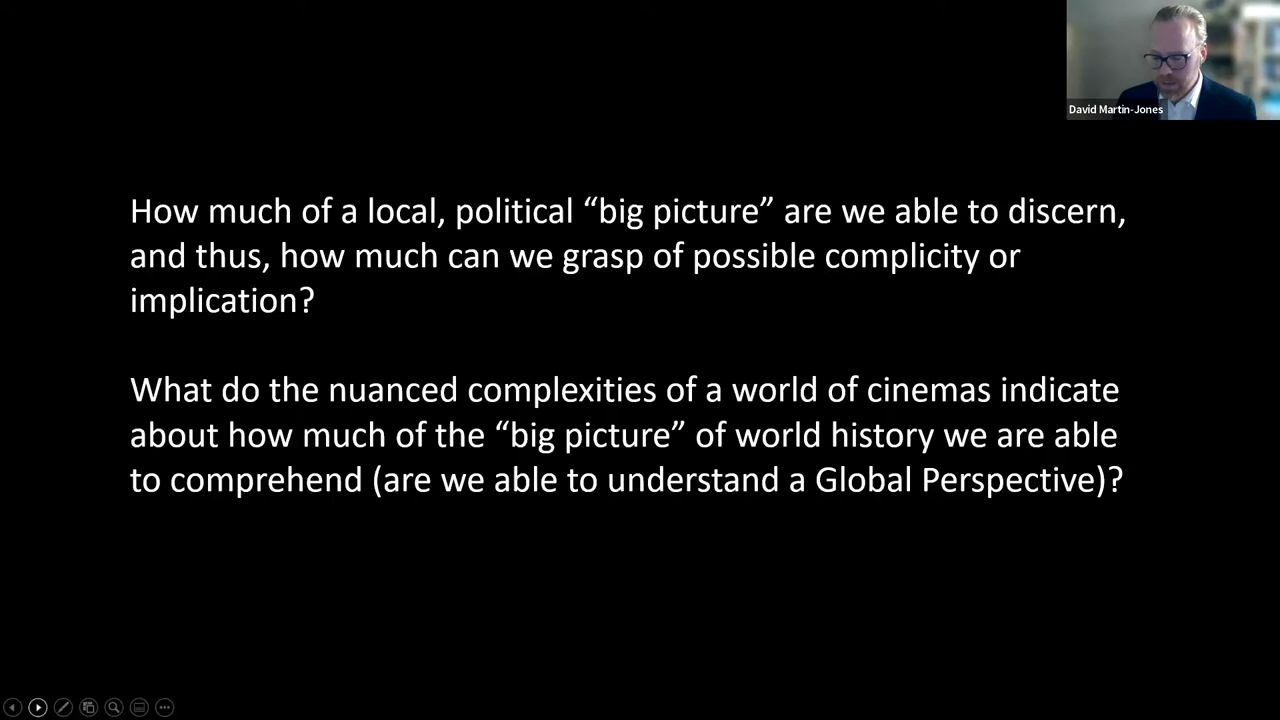 David Martin-Jones
How much of a local, political “big picture” are we able to discern,
and thus, how much can we grasp of possible complicity or
implication?
What do the nuanced complexities of a world of cinemas indicate
about how much of the “big picture” of world history we are able
to comprehend (are we able to understand a Global Perspective)?